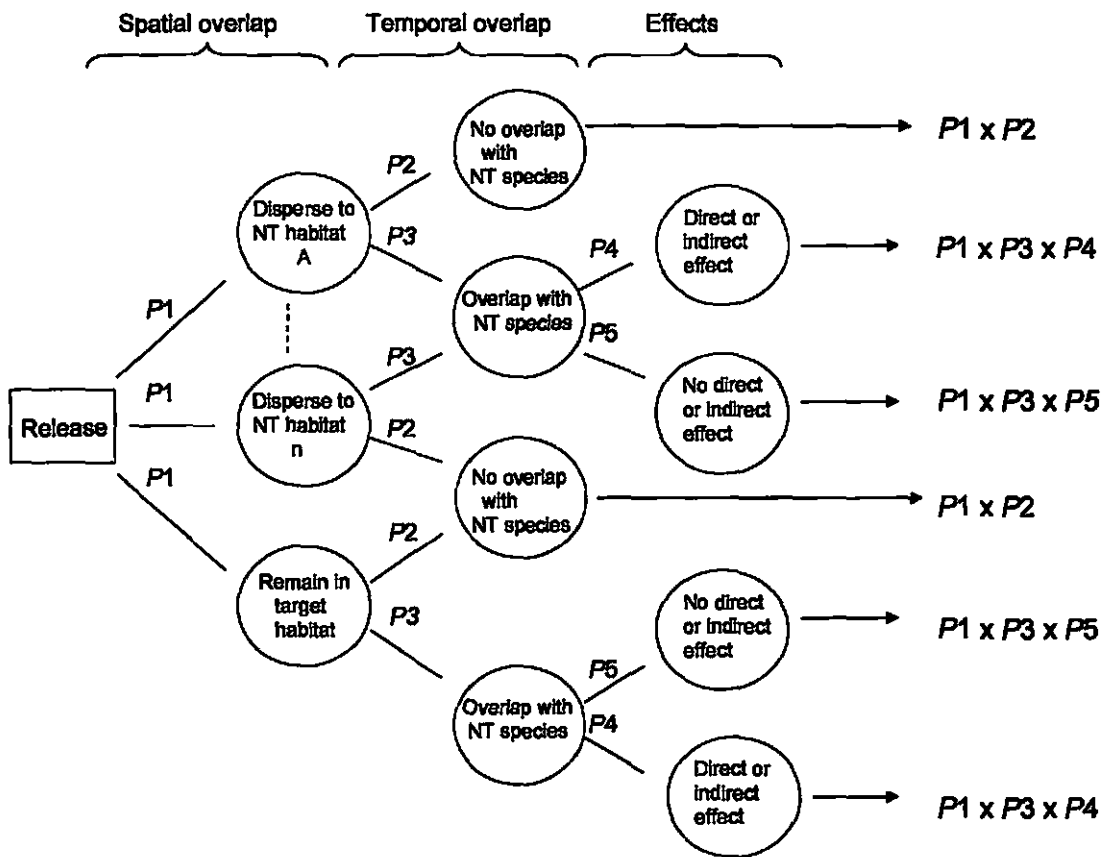 Spatial overlap
Temporal overlap
Effects
No overlap
with
NT species
P1 x P2
P2
Disperse to
NT habitat
A
P3
Direct or
indirect
effect
P4
P1 x P3 x P4
Overlap with
NT species
P1
P5
P3
No direct
or indirect
effect
P1 x P3 x P5
Disperse to
NT habitat
n
P1
Release
P2
P1
No overlap
with
NT species
P1 x P2
P2
Remain in
target
habitat
P3
No direct
or indirect
effect
P1 x P3 x P5
P5
Overlap with
NT species
P4
Direct or
indirect
effect
P1 x P3 x P4